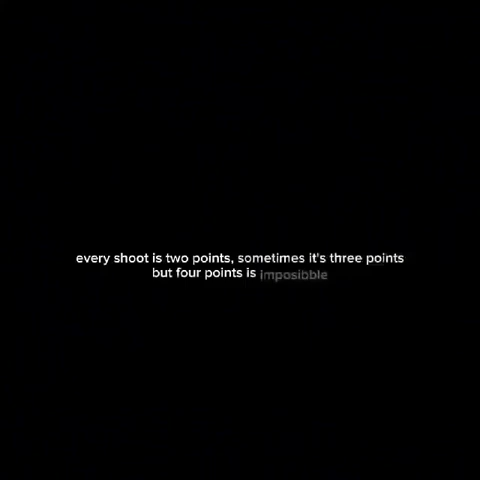 every shoot is two points, sometimes it's three points
but four points is imposibble